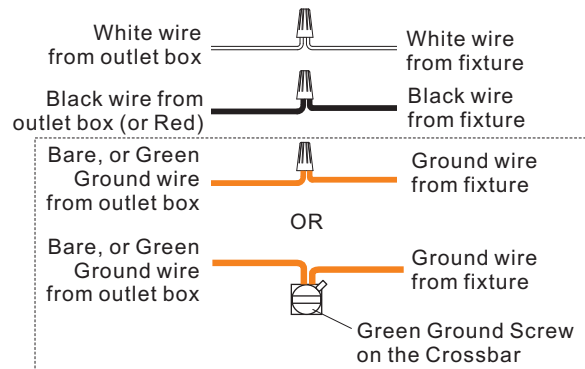 White wire
from outlet box
White wire
from fixture
Black wire from
outlet box (or Red)
Black wire
from fixture
Bare, or Green
Ground wire
from outlet box
Ground wire
from fixture
OR
Bare, or Green
Ground wire
from outlet box
Ground wire
from fixture
Green Ground Screw
on the Crossbar